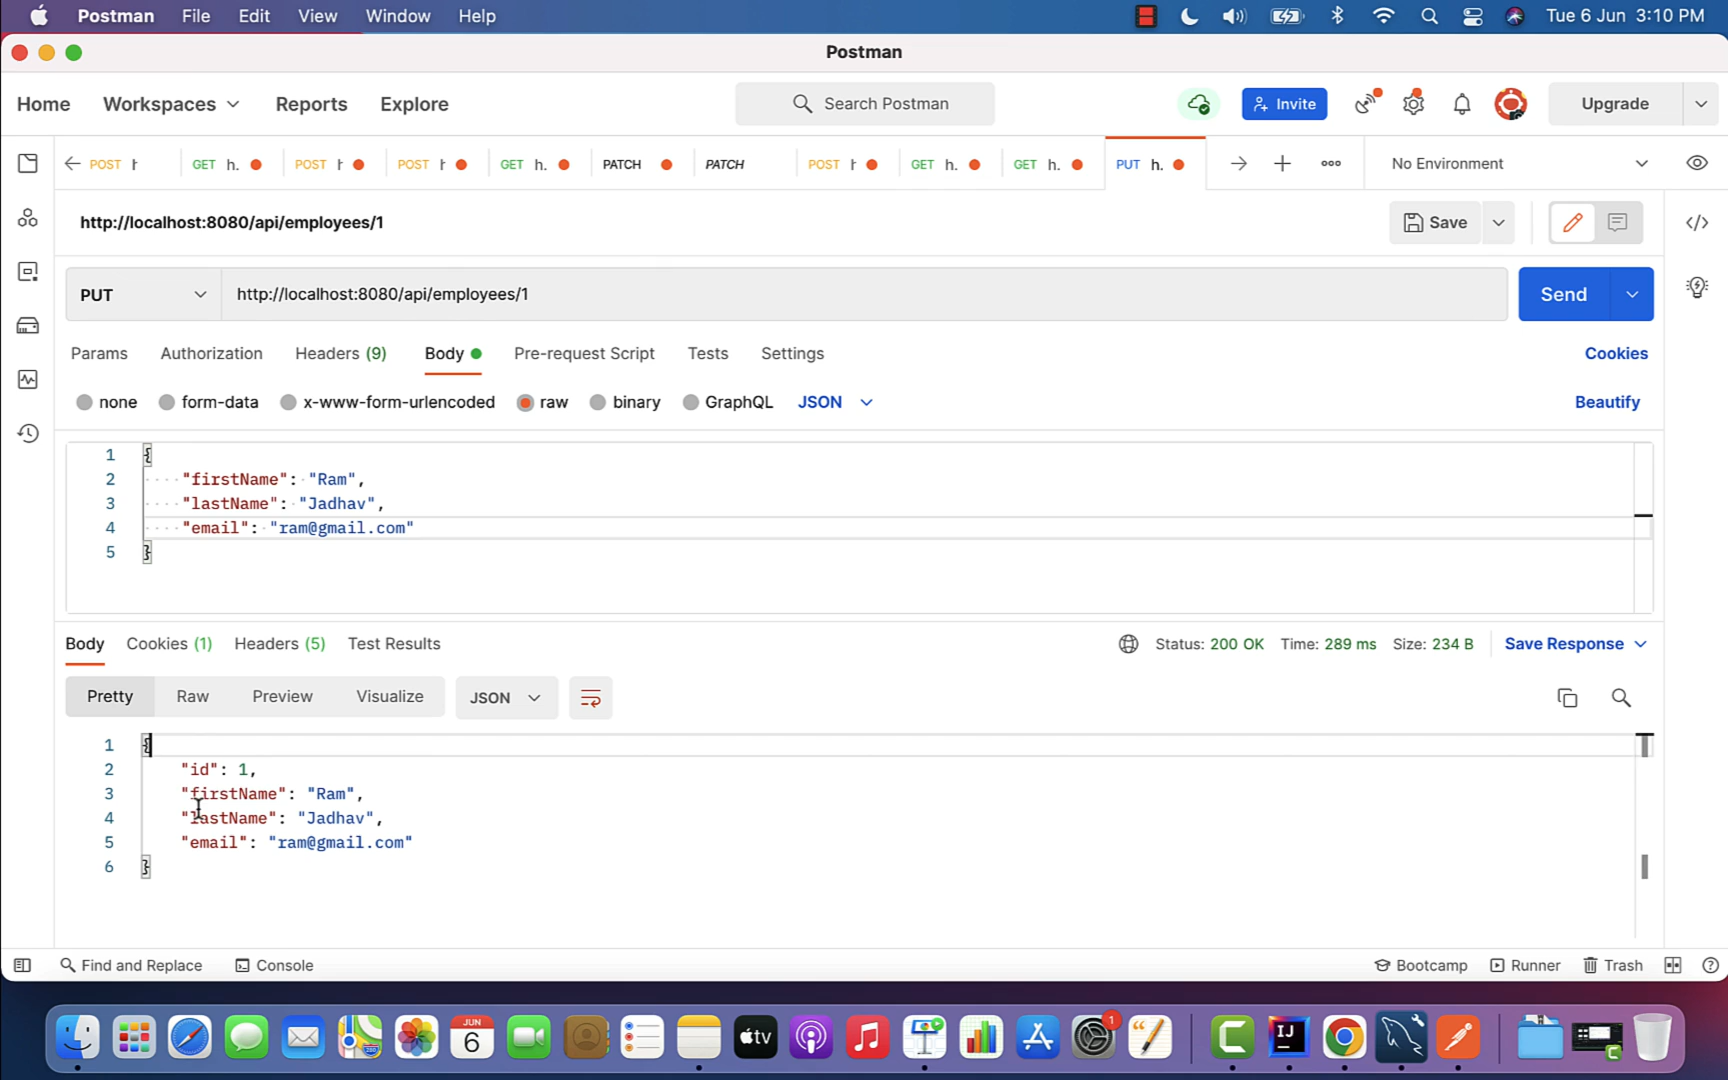 Postman File Edit View Window Help Tue 6 Jun 3:10 PM
Postman
Home Workspaces Reports Explore Search Postman Invite Upgrade
POST GET h. POST POST GET h. PATCH PATCH POST GET h. GET h. PUT h. No Environment
http://localhost:8080/api/employees/1 Save
PUT http://localhost:8080/api/employees/1 Send
Params Authorization Headers (9) Body Pre-request Script Tests Settings Cookies
none form-data x-www-form-urlencoded raw binary GraphQL JSON Beautify
1 {
2 "firstName": "Ram",
3 "lastName": "Jadhav",
4 "email": "ram@gmail.com"
5 }
Body Cookies (1) Headers (5) Test Results Status: 200 OK Time: 289 ms Size: 234 B Save Response
Pretty Raw Preview Visualize JSON
1 {
2 "id": 1,
3 "firstName": "Ram",
4 "lastName": "Jadhav",
5 "email": "ram@gmail.com"
6 }
Find and Replace Console Bootcamp Runner Trash
JUN
6
tv
IJ
1